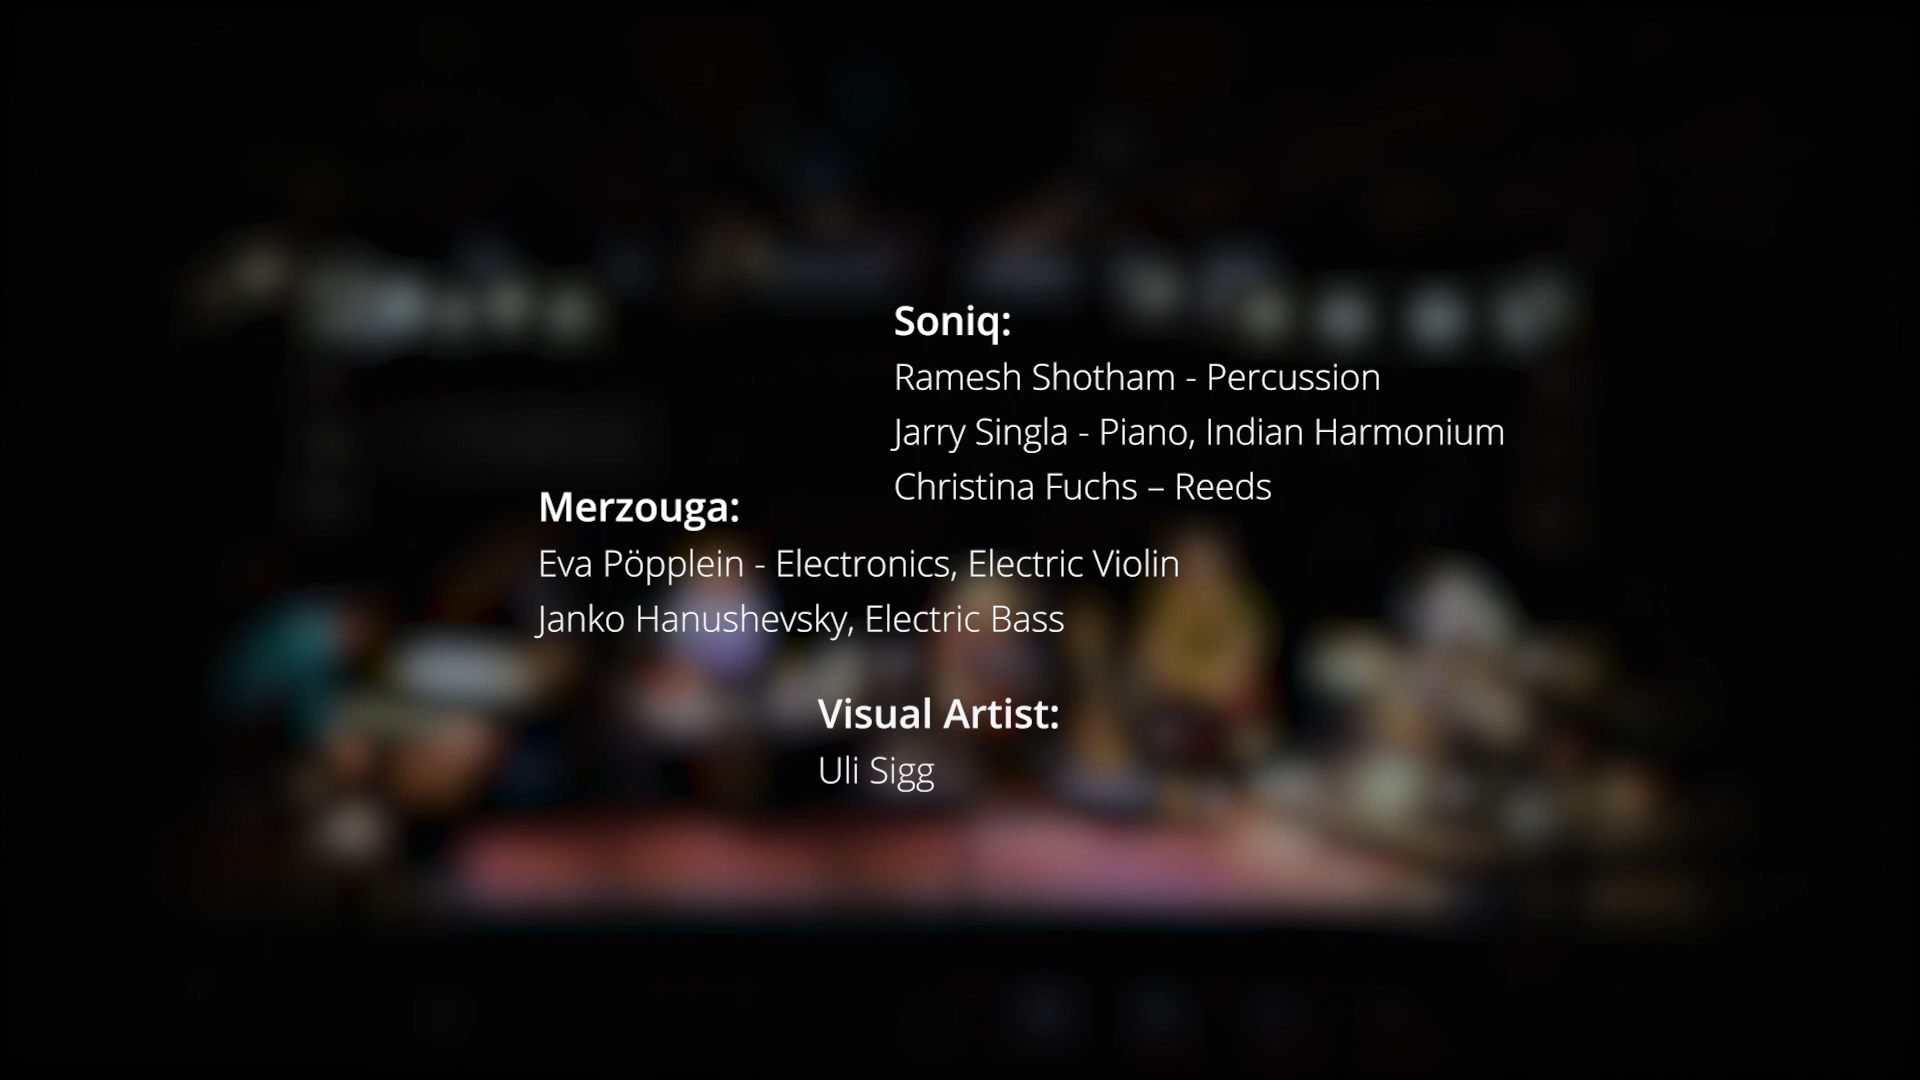 Soniq:
Ramesh Shotham - Percussion
Jarry Singla - Piano, Indian Harmonium
Christina Fuchs – Reeds
Merzouga:
Eva Pöpplein - Electronics, Electric Violin
Janko Hanushevsky, Electric Bass
Visual Artist:
Uli Sigg